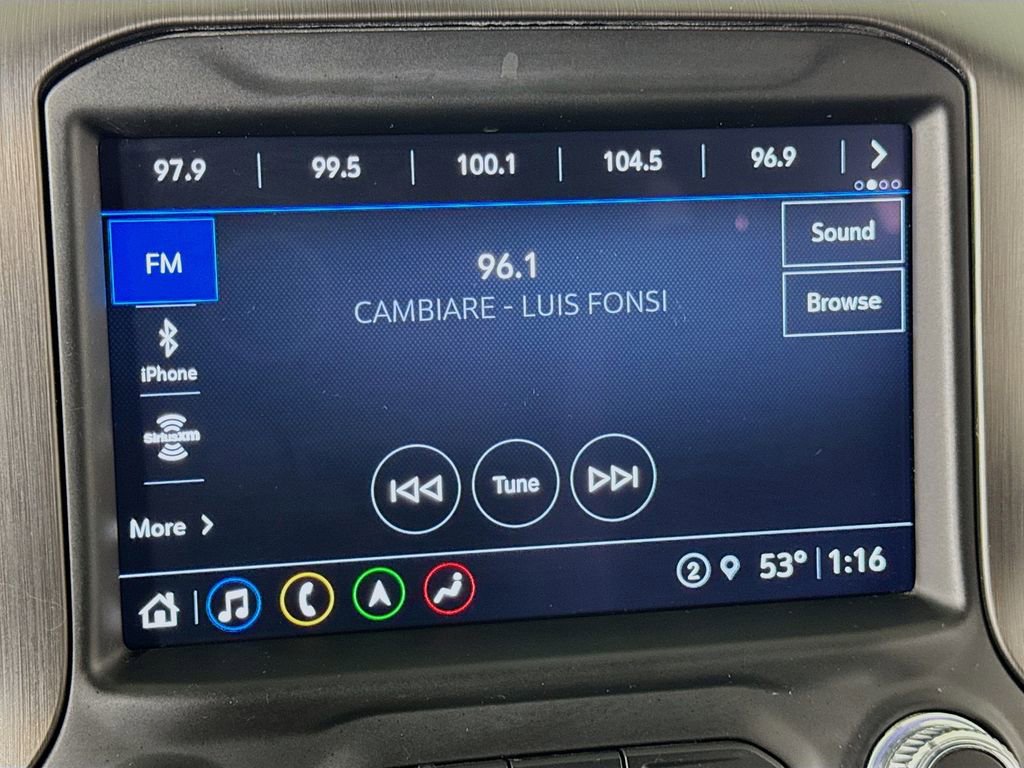 97.9 99.5 100.1 104.5 96.9
FM
96.1
CAMBIARE - LUIS FONSI
Sound
Browse
iPhone
SiriusXM
More
Tune
2 53° 1:16